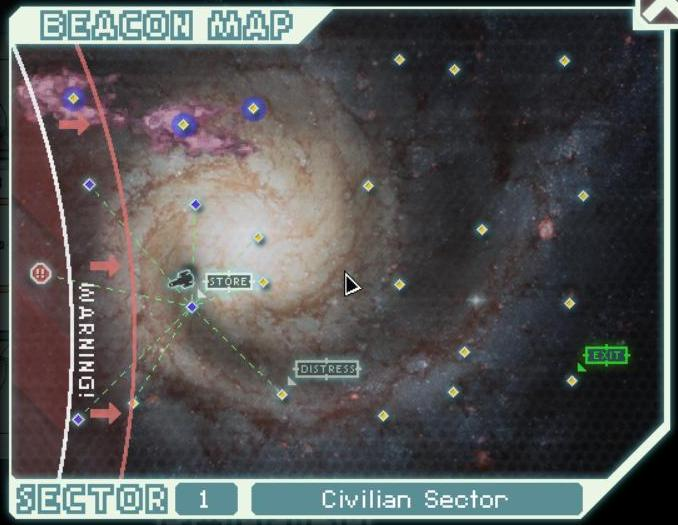 BEACON MAP
STORE
WARNING!
DISTRESS
EXIT
SECTOR 1 Civilian Sector